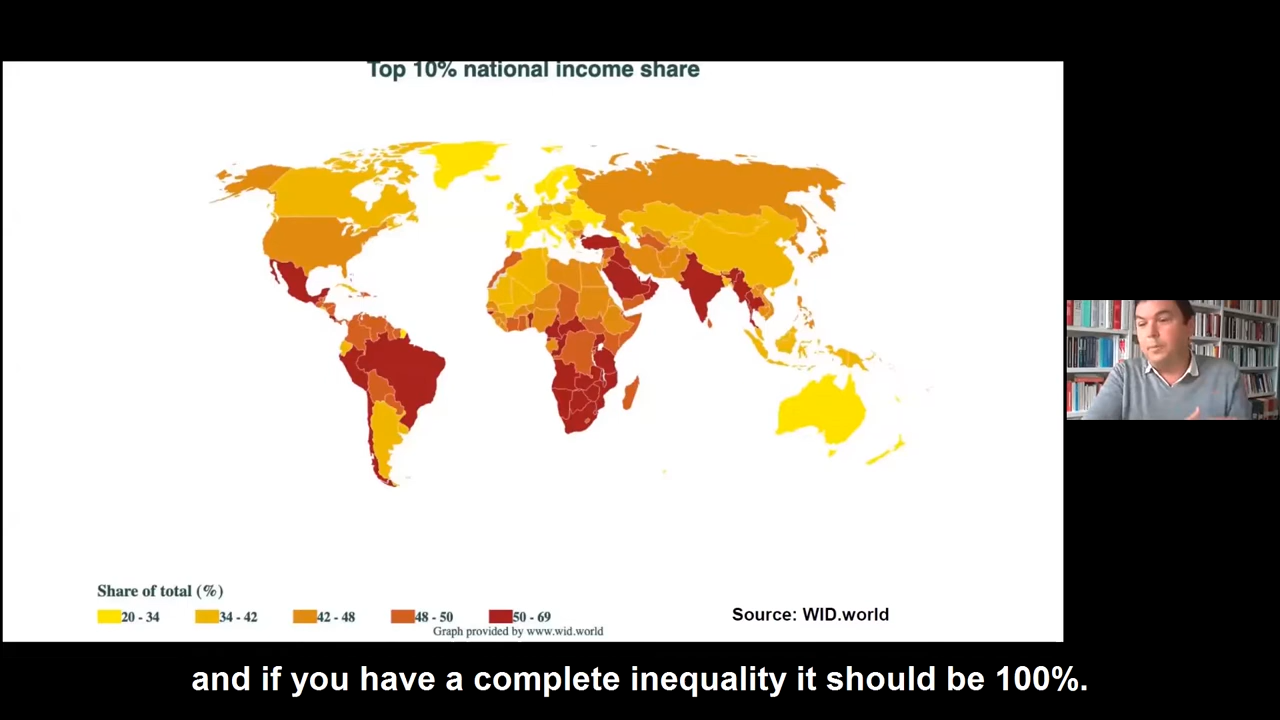 Top 10% national income share
Share of total (%)
20 - 34 34 - 42 42 - 48 48 - 50 50 - 69
Graph provided by www.wid.world
Source: WID.world
and if you have a complete inequality it should be 100%.